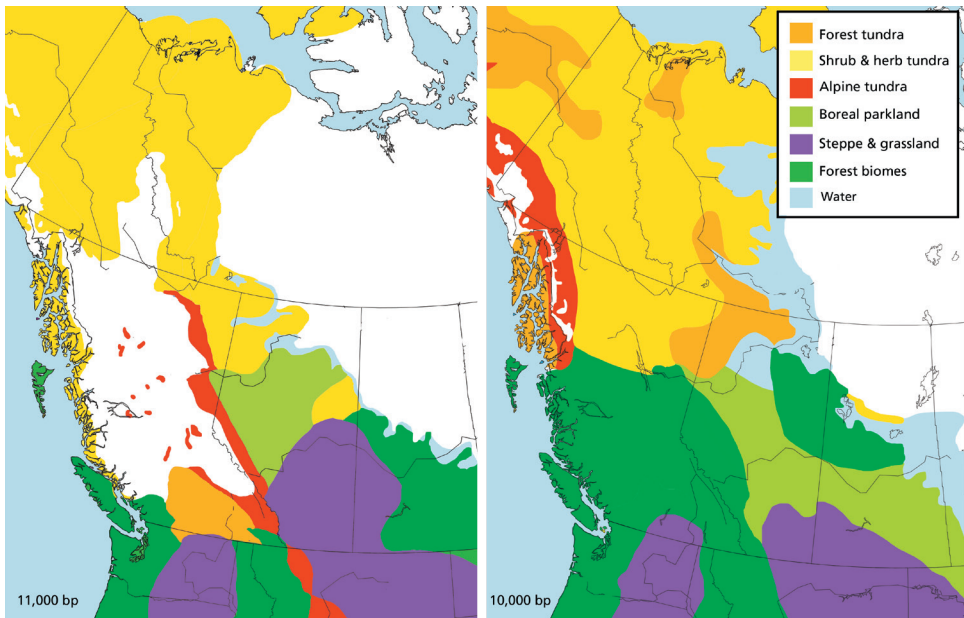 Forest tundra
Shrub & herb tundra
Alpine tundra
Boreal parkland
Steppe & grassland
Forest biomes
Water
11,000 bp
10,000 bp